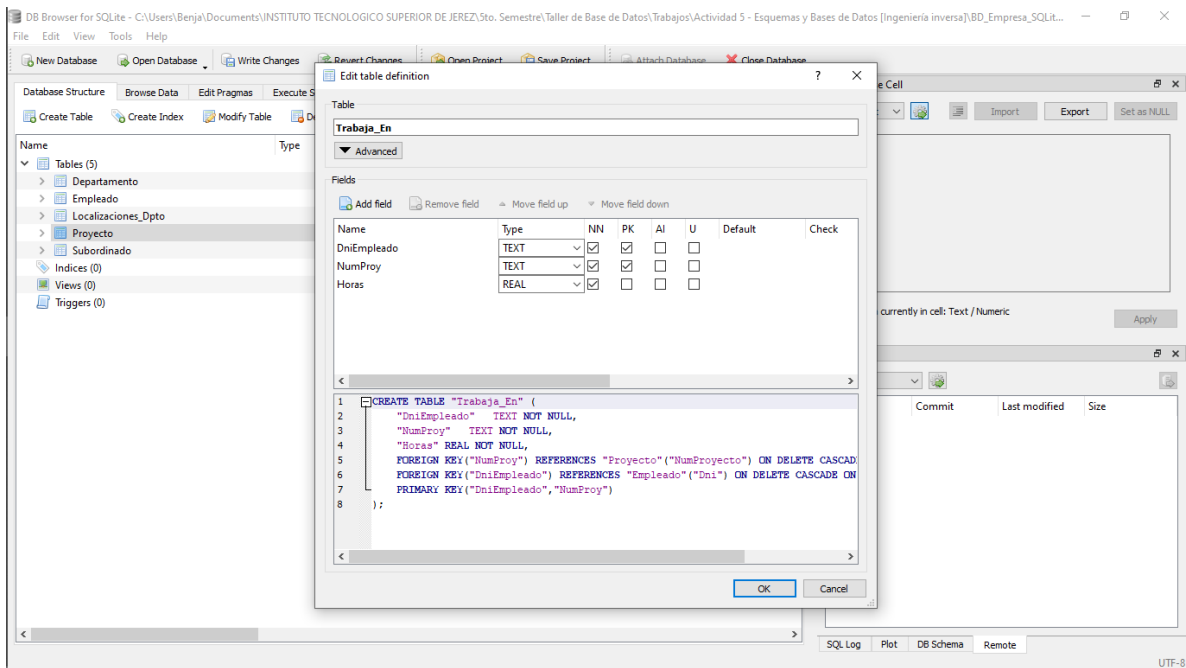 DB Browser for SQLite - C:\Users\Benja\Documents\INSTITUTO TECNOLOGICO SUPERIOR DE JEREZ\5to. Semestre\Taller de Base de Datos\Trabajos\Actividad 5 - Esquemas y Bases de Datos [Ingeniería inversa]\BD_Empresa_SQLit...
File Edit View Tools Help
New Database Open Database Write Changes Revert Changes Open Project Save Project Attach Database Close Database
Edit table definition ?
Database Structure Browse Data Edit Pragmas Execute S
e Cell
Create Table Create Index Modify Table De
Import Export Set as NULL
Name Type
Tables (5)
Departamento
Empleado
Localizaciones_Dpto
Proyecto
Subordinado
Indices (0)
Views (0)
Triggers (0)
Table
Trabaja_En
Advanced
Fields
Add field Remove field Move field up Move field down
Name Type NN PK AI U Default Check
DniEmpleado TEXT
NumProy TEXT
Horas REAL
1 CREATE TABLE "Trabaja_En" (
2 "DniEmpleado" TEXT NOT NULL,
3 "NumProy" TEXT NOT NULL,
4 "Horas" REAL NOT NULL,
5 FOREIGN KEY("NumProy") REFERENCES "Proyecto"("NumProyecto") ON DELETE CASCAD
6 FOREIGN KEY("DniEmpleado") REFERENCES "Empleado"("Dni") ON DELETE CASCADE ON
7 PRIMARY KEY("DniEmpleado","NumProy")
8 );
OK Cancel
currently in cell: Text / Numeric
Apply
Commit Last modified Size
SQL Log Plot DB Schema Remote
UTF-8